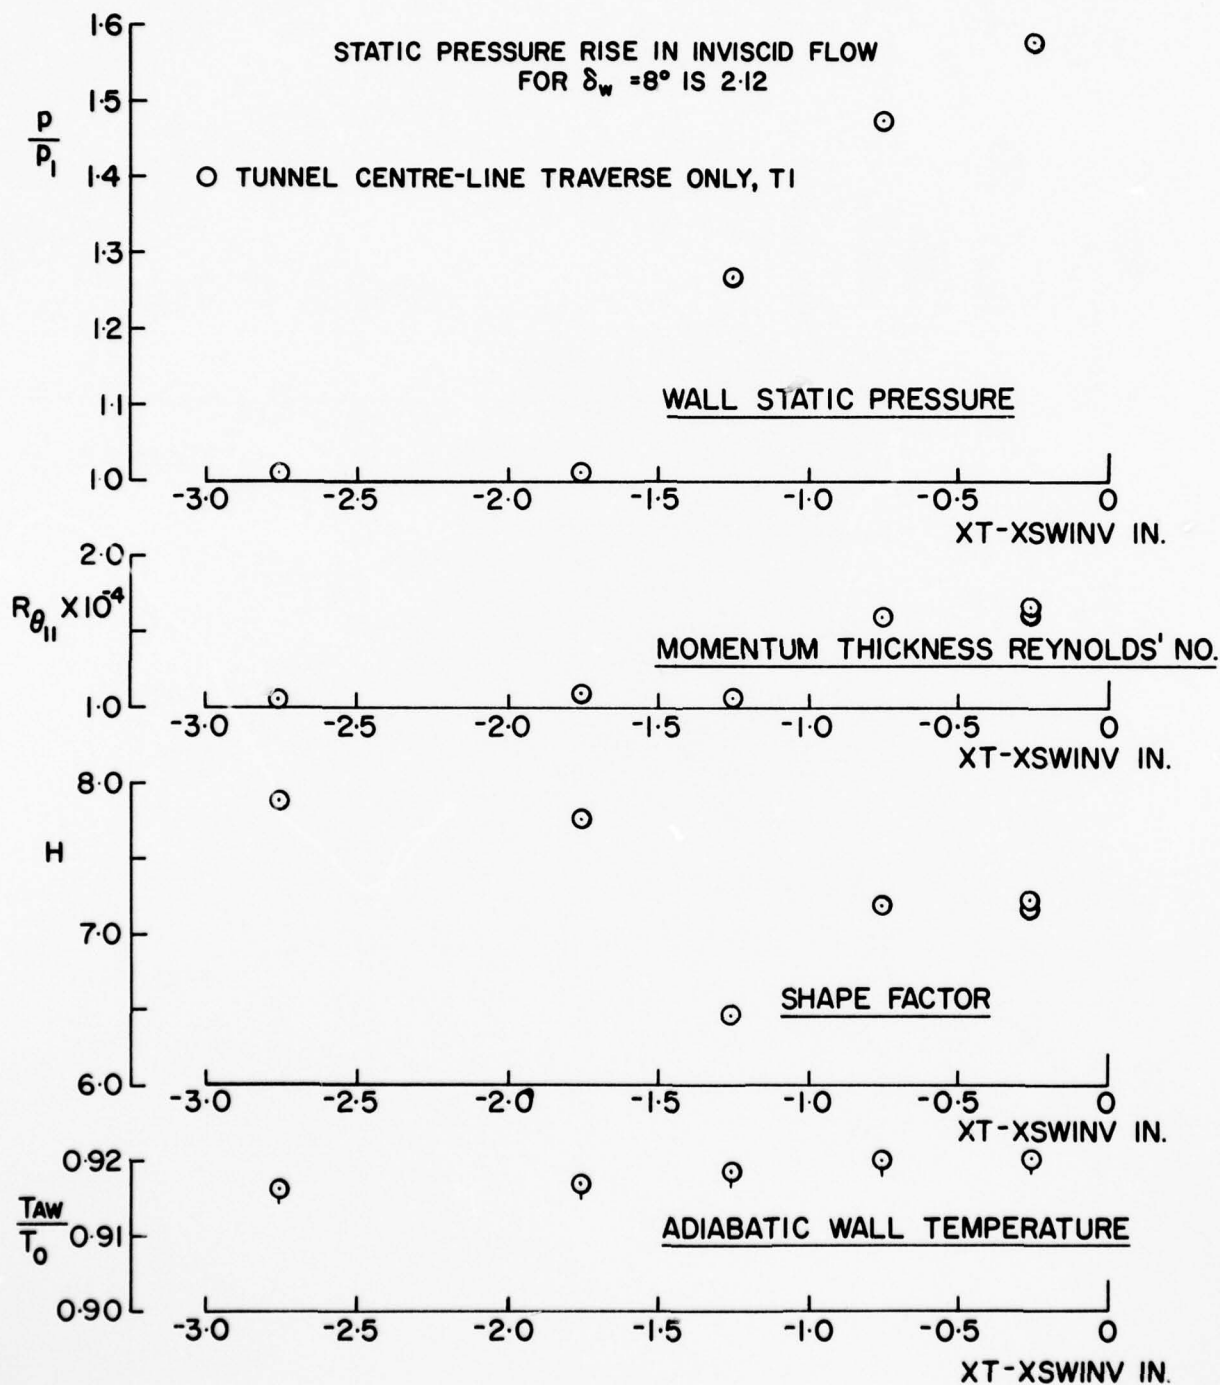 1·6
STATIC PRESSURE RISE IN INVISCID FLOW
FOR δw =8° IS 2·12
1·5
p/p1
1·4
TUNNEL CENTRE-LINE TRAVERSE ONLY, T1
1·3
1·2
1·1
WALL STATIC PRESSURE
1·0
-3·0 -2·5 -2·0 -1·5 -1·0 -0·5 0
XT-XSWINV IN.
2·0
Rθ11 X10^-4
MOMENTUM THICKNESS REYNOLDS' NO.
1·0
-3·0 -2·5 -2·0 -1·5 -1·0 -0·5 0
XT-XSWINV IN.
8·0
H
7·0
SHAPE FACTOR
6·0
-3·0 -2·5 -2·0 -1·5 -1·0 -0·5 0
XT-XSWINV IN.
0·92
TAW/T0
0·91
ADIABATIC WALL TEMPERATURE
0·90
-3·0 -2·5 -2·0 -1·5 -1·0 -0·5 0
XT-XSWINV IN.